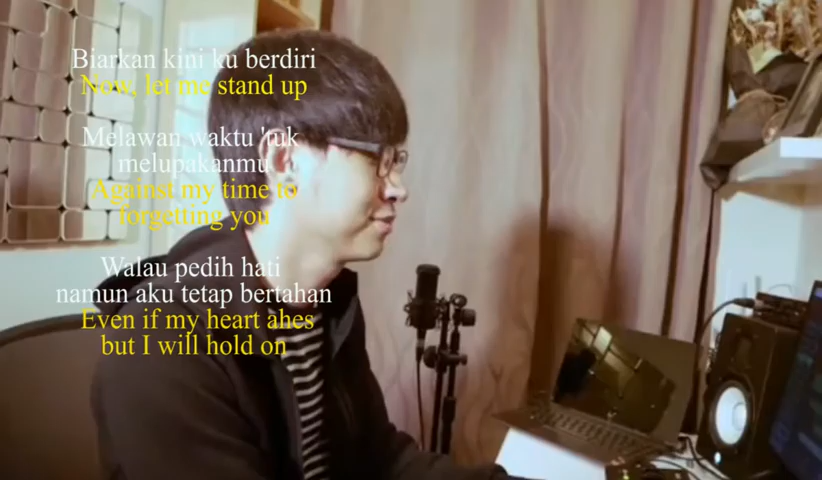 Biarkan kini ku berdiri
Now, let me stand up
Melawan waktu 'tuk
melupakanmu
Against my time to
forgetting you
Walau pedih hati
namun aku tetap bertahan
Even if my heart ahes
but I will hold on